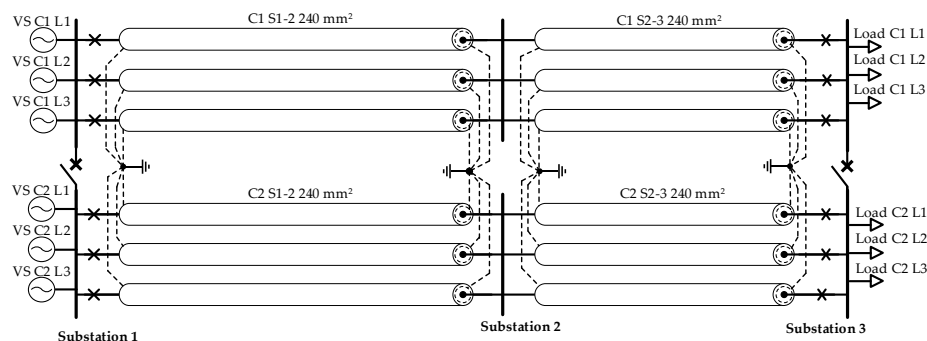 VS C1 L1
C1 S1-2 240 mm²
C1 S2-3 240 mm²
Load C1 L1
VS C1 L2
Load C1 L2
VS C1 L3
Load C1 L3
VS C2 L1
C2 S1-2 240 mm²
C2 S2-3 240 mm²
Load C2 L1
VS C2 L2
Load C2 L2
VS C2 L3
Load C2 L3
Substation 1
Substation 2
Substation 3